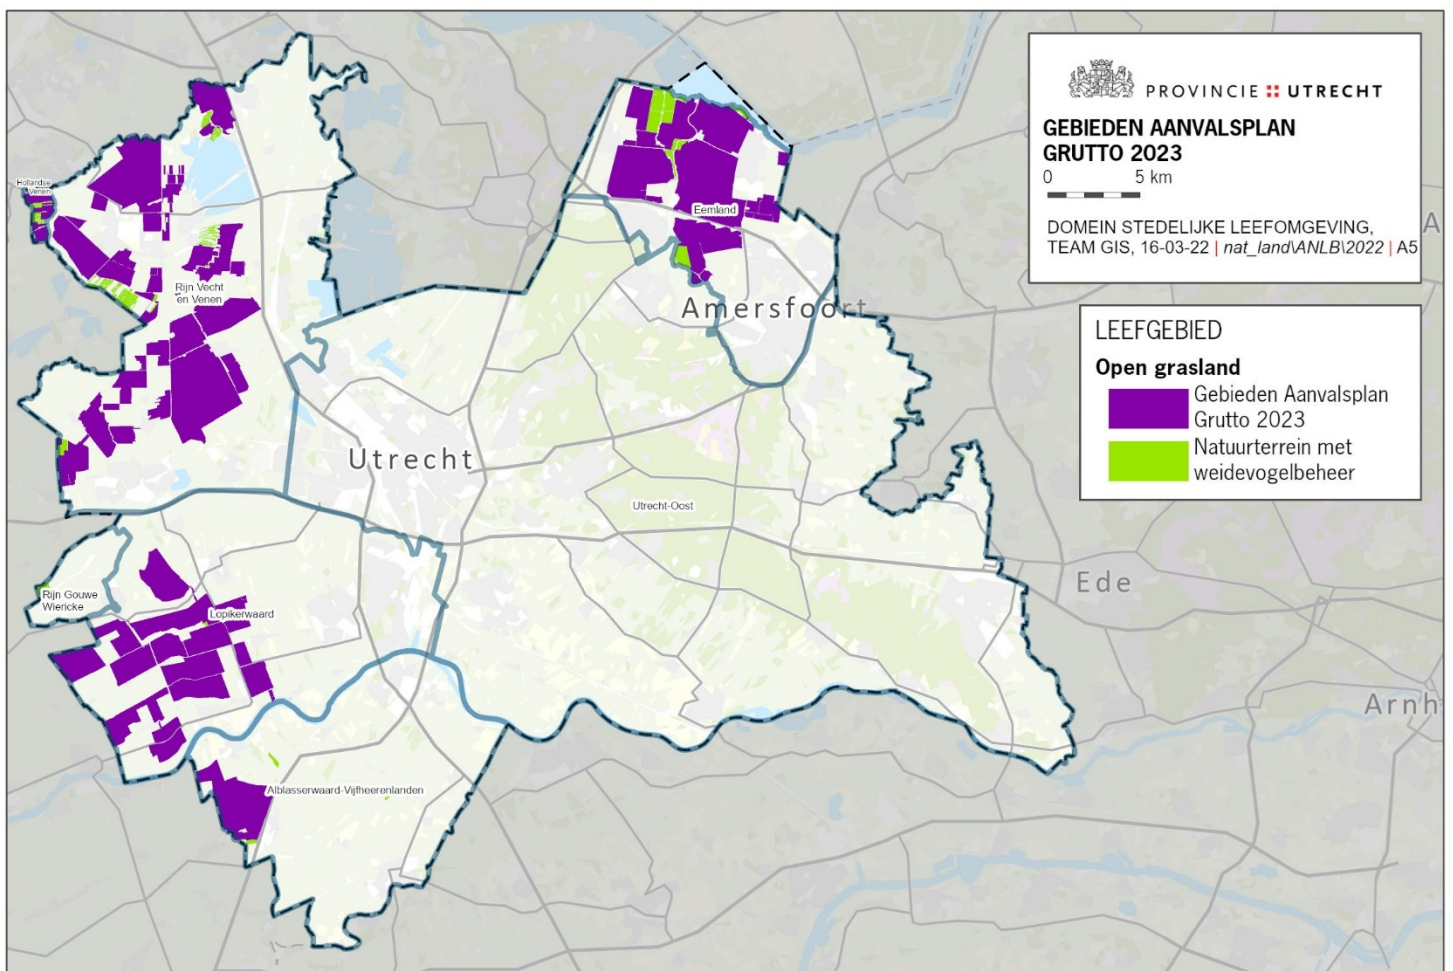 PROVINCIE UTRECHT
GEBIEDEN AANVALSPLAN
GRUTTO 2023
0 5 km
DOMEIN STEDELIJKE LEEFOMGEVING,
TEAM GIS, 16-03-22 | nat_land\ANLB\2022 | A5
LEEFGEBIED
Open grasland
Gebieden Aanvalsplan
Grutto 2023
Natuurterrein met
weidevogelbeheer
Hollandse
Venen
Eemland
A
Rijn Vecht
en Venen
Amersfoort
Utrecht
Utrecht-Oost
Ede
Rijn Gouwe
Wiericke
Lopikerwaard
Arnh
Alblasserwaard-Vijfheerenlanden